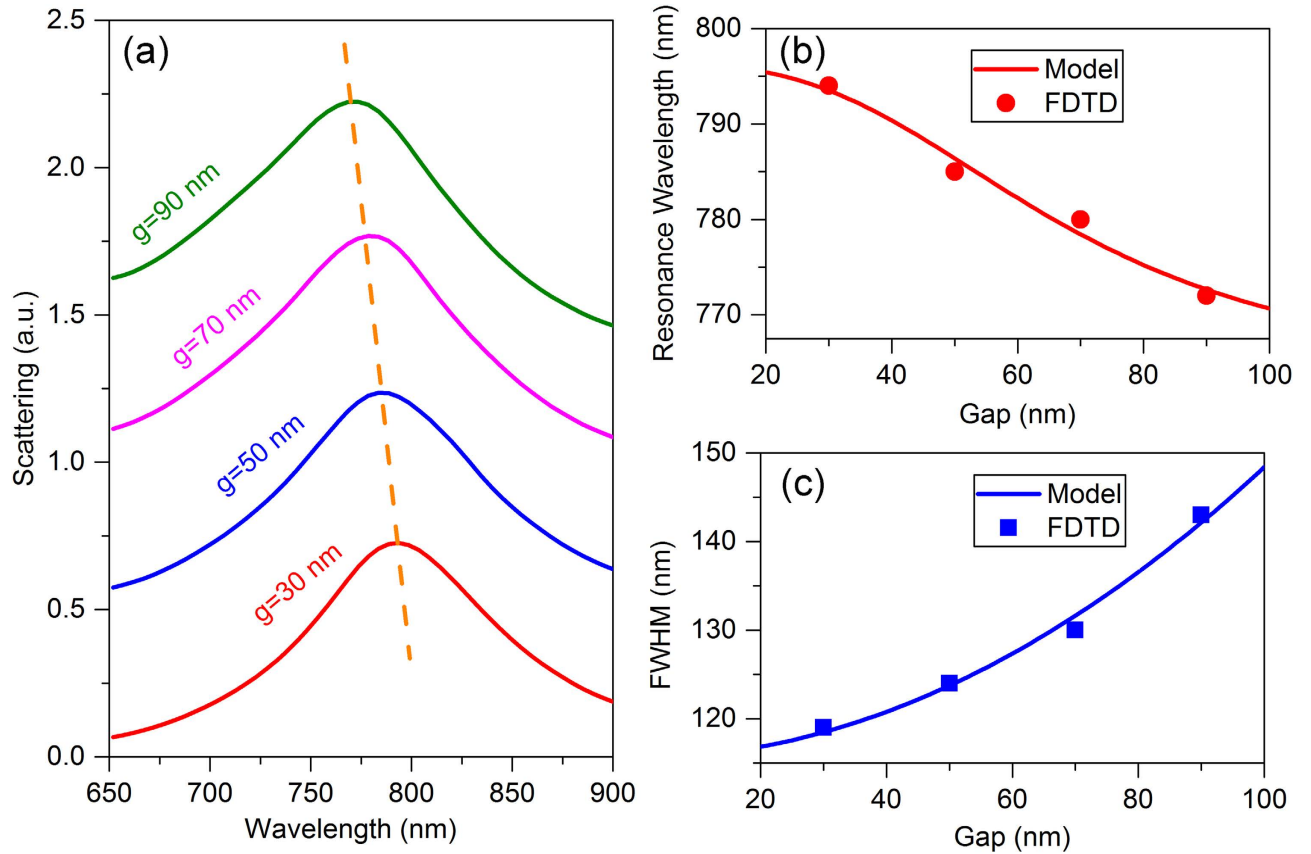 (a)
2.5
2.0
1.5
1.0
0.5
0.0
Scattering (a.u.)
g=90 nm
g=70 nm
g=50 nm
g=30 nm
650 700 750 800 850 900
Wavelength (nm)
(b)
800
790
780
770
Resonance Wavelength (nm)
Model
FDTD
20 40 60 80 100
Gap (nm)
(c)
150
140
130
120
FWHM (nm)
Model
FDTD
20 40 60 80 100
Gap (nm)